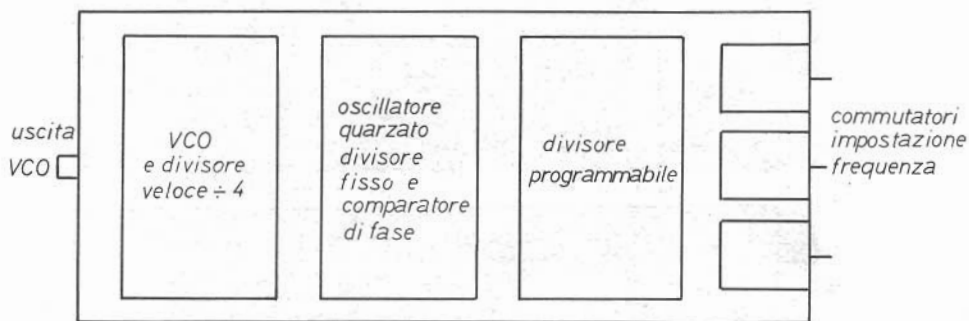 uscita
VCO
VCO
e divisore
veloce ÷ 4
oscillatore
quarzato
divisore
fisso e
comparatore
di fase
divisore
programmabile
commutatori
impostazione
frequenza